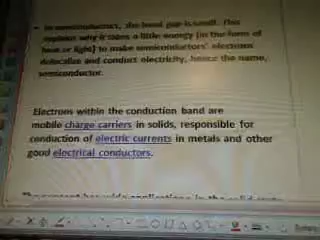 - In semiconductors, the band gap is small. This
explains why it takes a little energy (in the form of
heat or light) to make semiconductors' electrons
delocalize and conduct electricity, hence the name,
semiconductor.
Electrons within the conduction band are
mobile charge carriers in solids, responsible for
conduction of electric currents in metals and other
good electrical conductors.